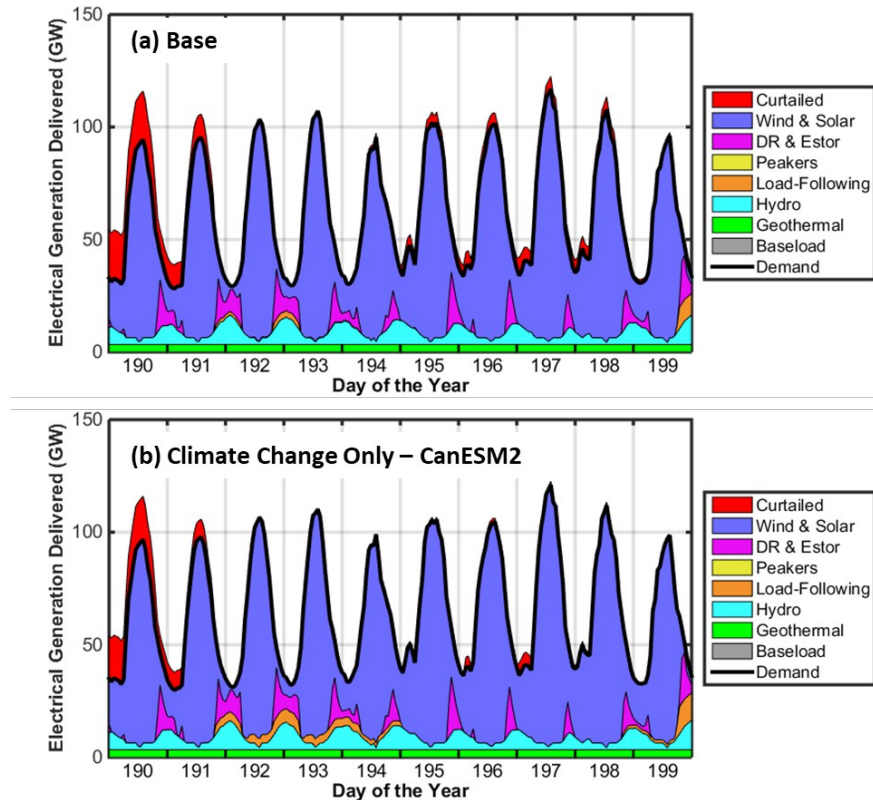 (a) Base
150
100
50
0
Electrical Generation Delivered (GW)
190 191 192 193 194 195 196 197 198 199
Day of the Year
Curtailed
Wind & Solar
DR & Estor
Peakers
Load-Following
Hydro
Geothermal
Baseload
Demand
(b) Climate Change Only – CanESM2
150
100
50
0
Electrical Generation Delivered (GW)
190 191 192 193 194 195 196 197 198 199
Day of the Year
Curtailed
Wind & Solar
DR & Estor
Peakers
Load-Following
Hydro
Geothermal
Baseload
Demand